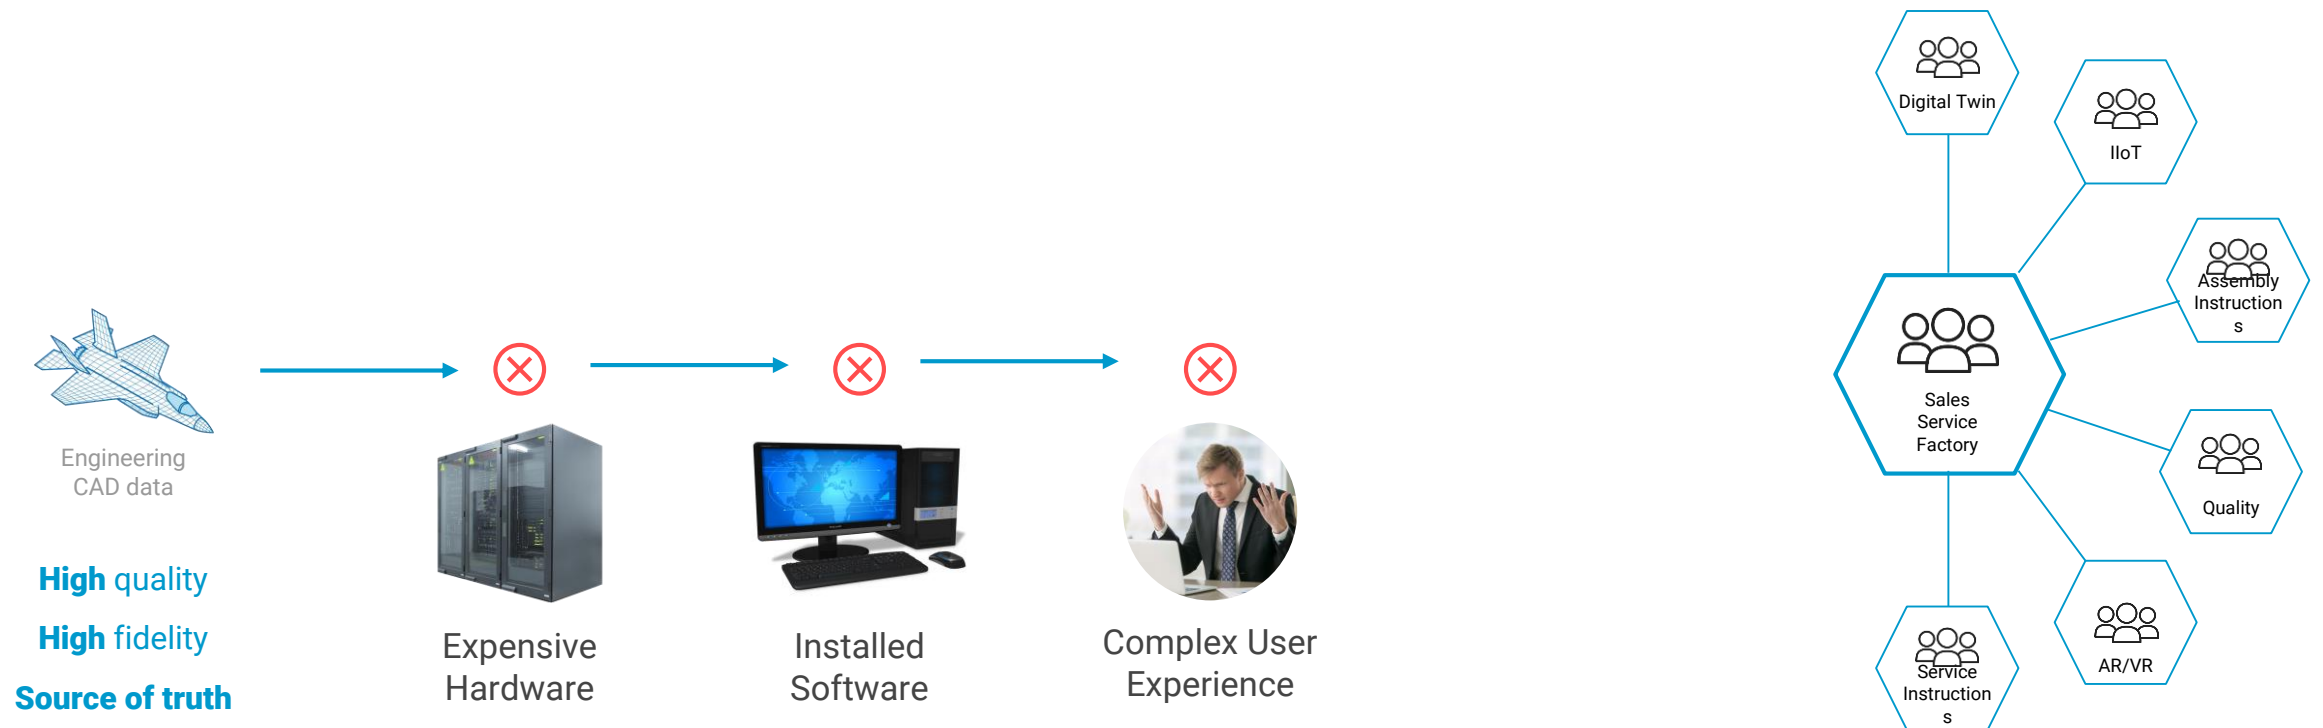 Engineering
CAD data
High quality
High fidelity
Source of truth
Expensive
Hardware
Installed
Software
Complex User
Experience
Digital Twin
IIoT
Assembly
Instruction
s
Sales
Service
Factory
Quality
AR/VR
Service
Instruction
s